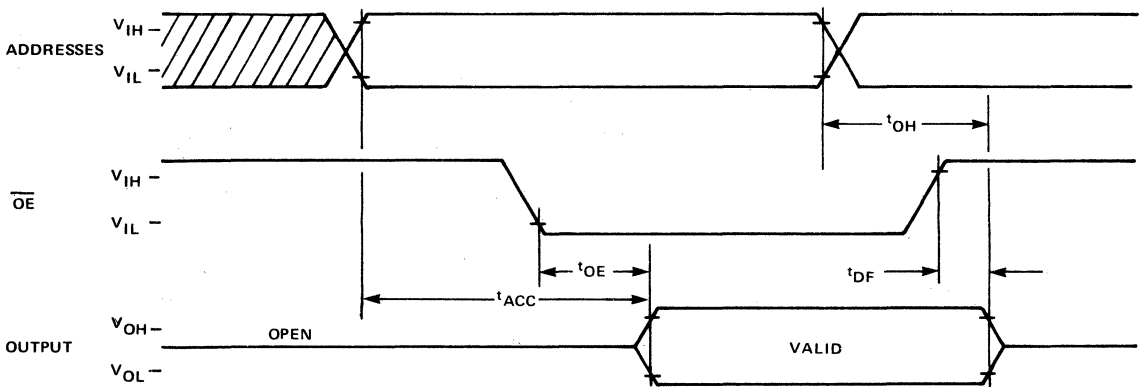 V_IH
ADDRESSES
V_IL
t_OH
V_IH
OE
V_IL
t_OE
t_DF
t_ACC
V_OH
OPEN
OUTPUT
VALID
V_OL